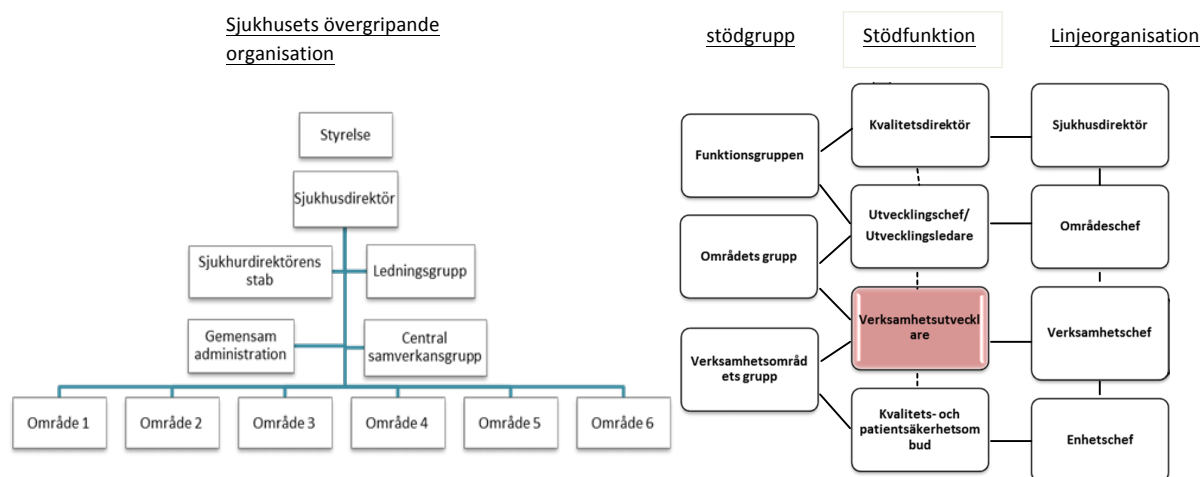 Sjukhusets övergripande
organisation
Styrelse
Sjukhusdirektör
Sjukhurdirektörens
stab
Ledningsgrupp
Gemensam
administration
Central
samverkansgrupp
Område 1
Område 2
Område 3
Område 4
Område 5
Område 6
stödgrupp
Stödfunktion
Linjeorganisation
Funktionsgruppen
Områdets grupp
Verksamhetsområd
ets grupp
Kvalitetsdirektör
Utvecklingschef/
Utvecklingsledare
Verksamhetsutveckl
are
Kvalitets- och
patientsäkerhetsom
bud
Sjukhusdirektör
Områdeschef
Verksamhetschef
Enhetschef